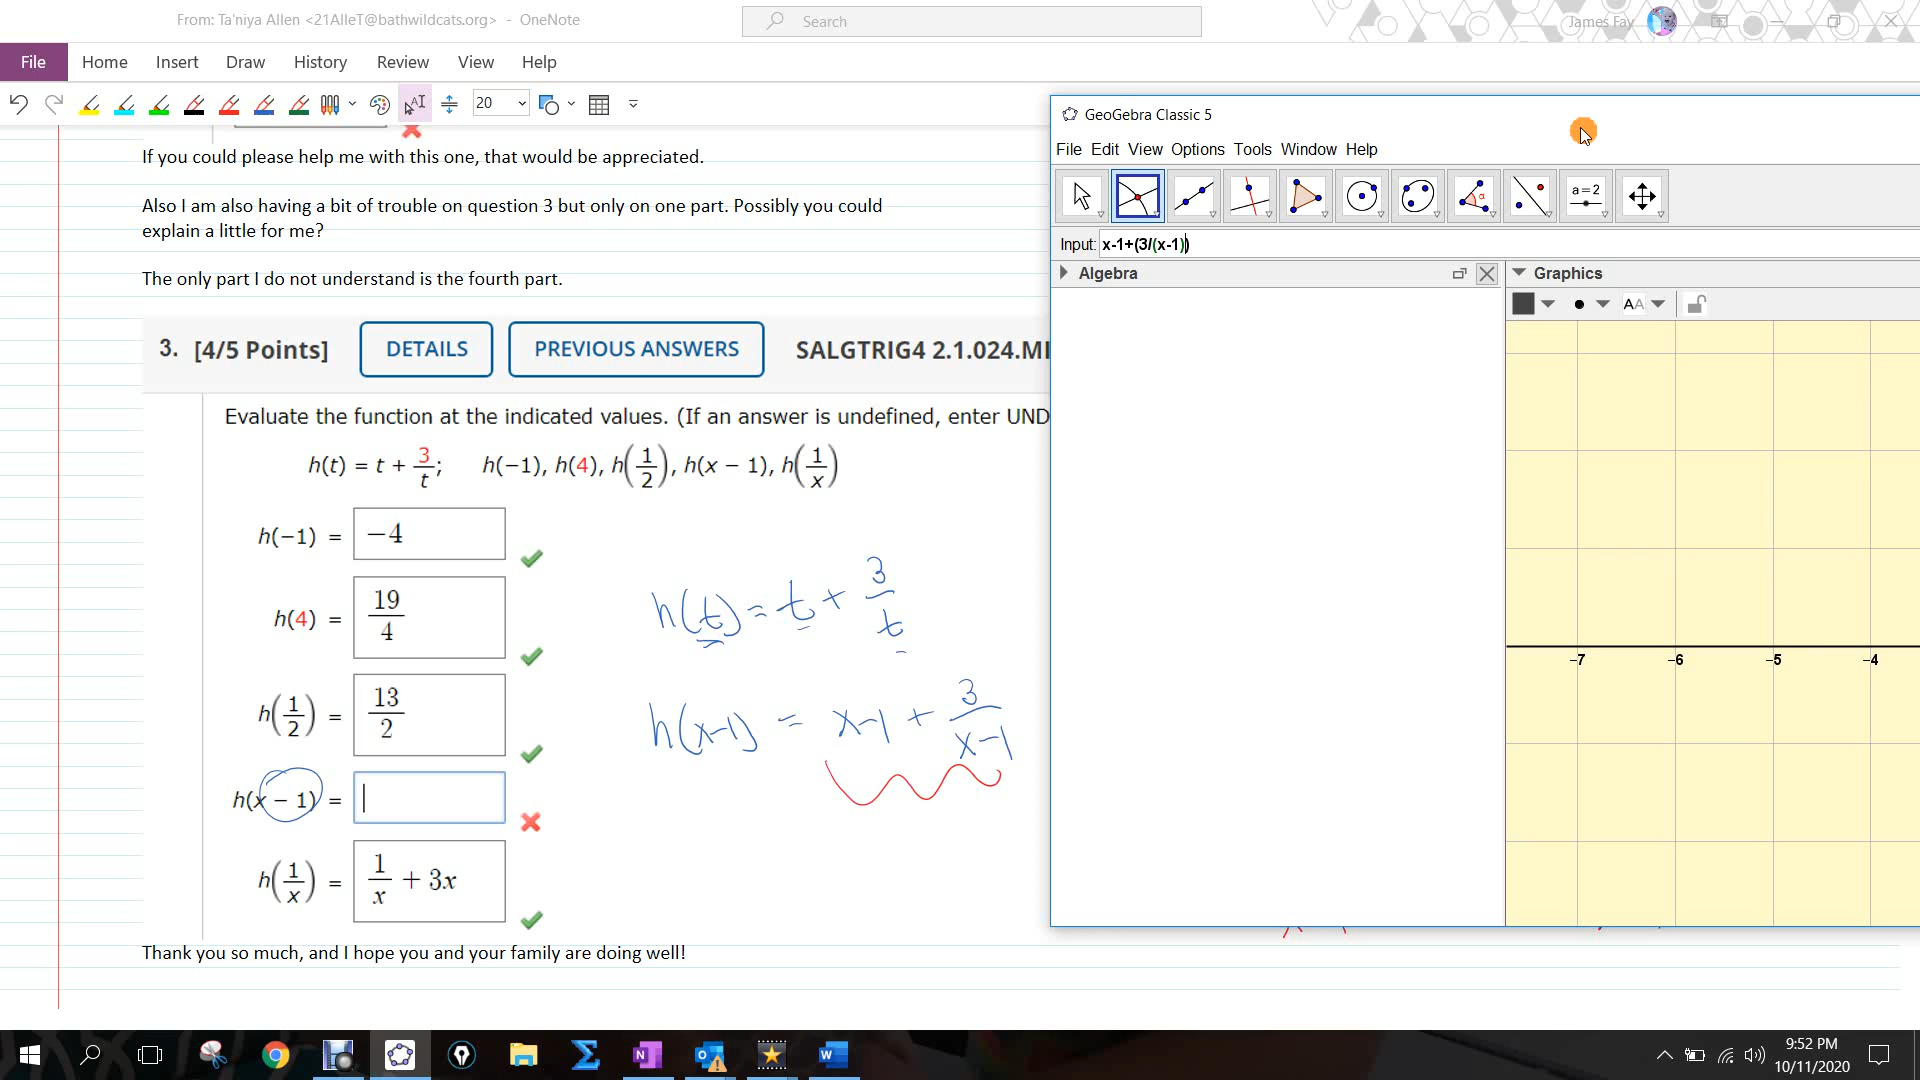 From: Ta'niya Allen <21AlleT@bathwildcats.org> - OneNote
Search
James Fay
File Home Insert Draw History Review View Help
20
If you could please help me with this one, that would be appreciated.
Also I am also having a bit of trouble on question 3 but only on one part. Possibly you could
explain a little for me?
The only part I do not understand is the fourth part.
3. [4/5 Points] DETAILS PREVIOUS ANSWERS SALGTRIG4 2.1.024.MI
Evaluate the function at the indicated values. (If an answer is undefined, enter UND
h(t) = t + 3/t; h(−1), h(4), h(1/2), h(x − 1), h(1/x)
h(−1) = −4
h(4) = 19/4
h(1/2) = 13/2
h(x − 1) =
h(1/x) = 1/x + 3x
h(t) = t + 3/t
h(x-1) = x-1 + 3/x-1
Thank you so much, and I hope you and your family are doing well!
GeoGebra Classic 5
File Edit View Options Tools Window Help
a=2
α
Input: x-1+(3/(x-1))
Algebra
Graphics
AA
−7 −6 −5 −4
9:52 PM
10/11/2020